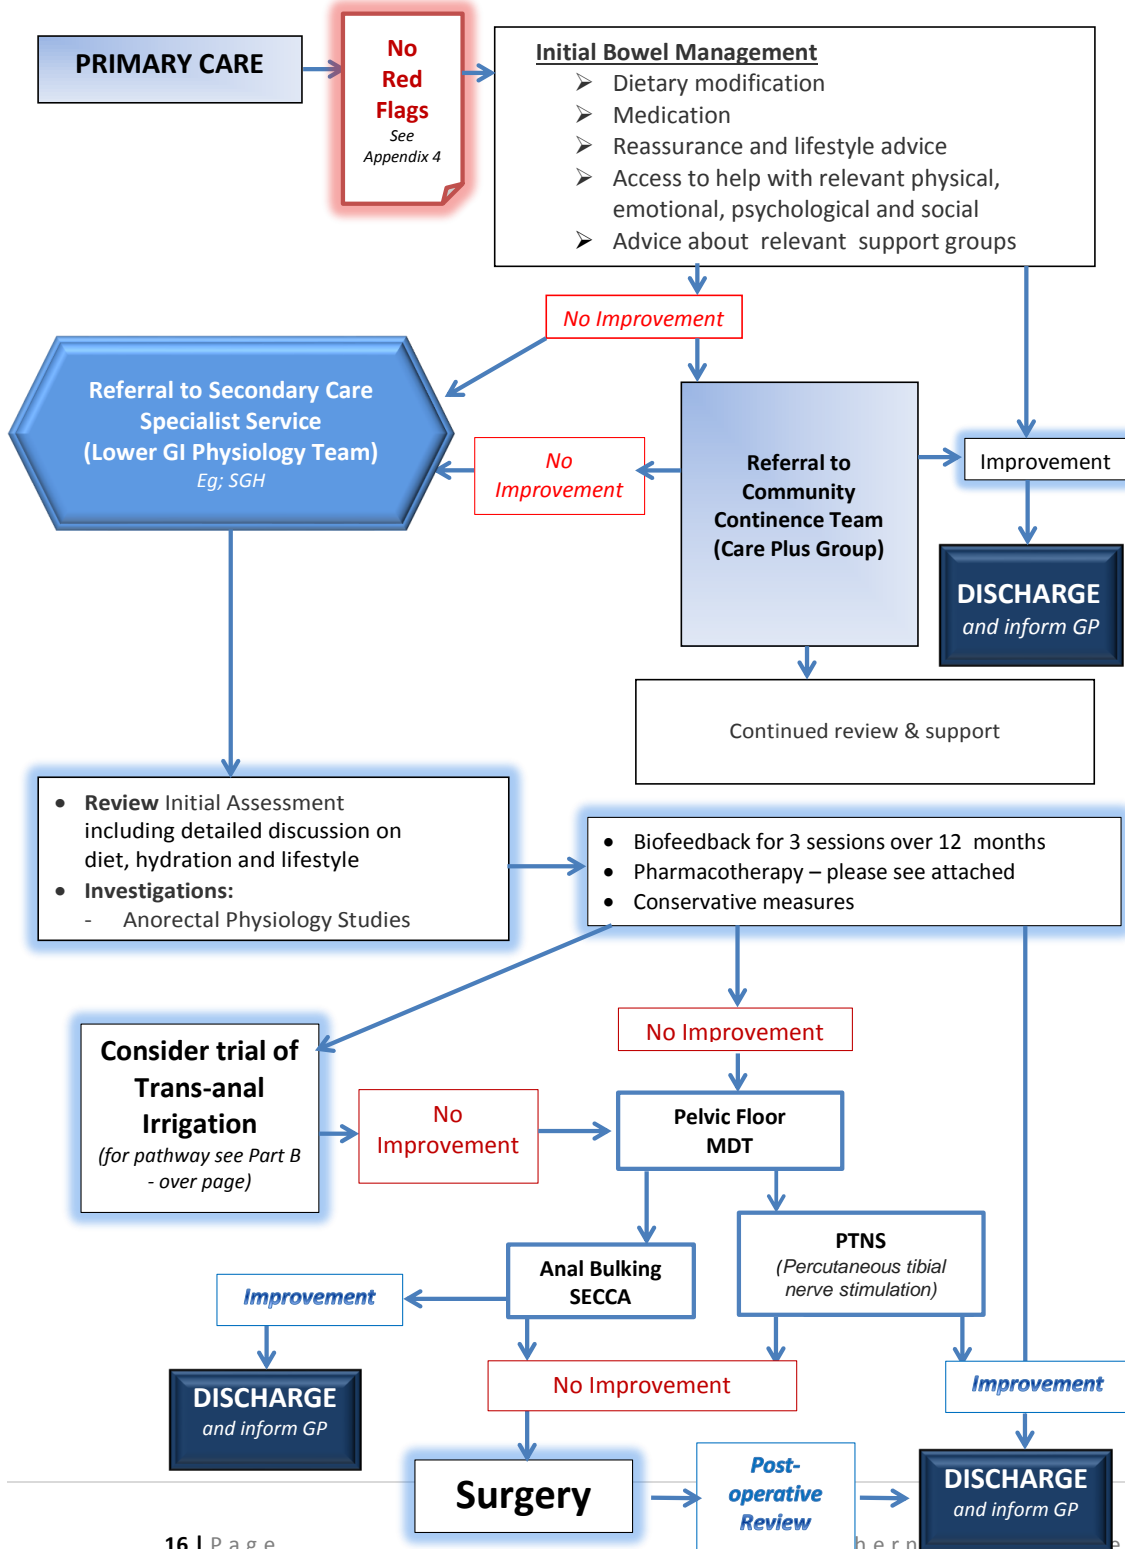 PRIMARY CARE
No
Red
Flags
See
Appendix 4
Initial Bowel Management
➢ Dietary modification
➢ Medication
➢ Reassurance and lifestyle advice
➢ Access to help with relevant physical,
emotional, psychological and social
➢ Advice about relevant support groups
No Improvement
Referral to Secondary Care
Specialist Service
(Lower GI Physiology Team)
Eg; SGH
No
Improvement
Referral to
Community
Continence Team
(Care Plus Group)
Improvement
DISCHARGE
and inform GP
Continued review & support
• Review Initial Assessment
including detailed discussion on
diet, hydration and lifestyle
• Investigations:
- Anorectal Physiology Studies
• Biofeedback for 3 sessions over 12 months
• Pharmacotherapy – please see attached
• Conservative measures
No Improvement
Consider trial of
Trans-anal
Irrigation
(for pathway see Part B
- over page)
No
Improvement
Pelvic Floor
MDT
Anal Bulking
SECCA
PTNS
(Percutaneous tibial
nerve stimulation)
Improvement
No Improvement
Improvement
DISCHARGE
and inform GP
Surgery
Post-
operative
Review
DISCHARGE
and inform GP
16 | Page